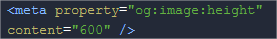 <meta property="og:image:height"
content="600" />